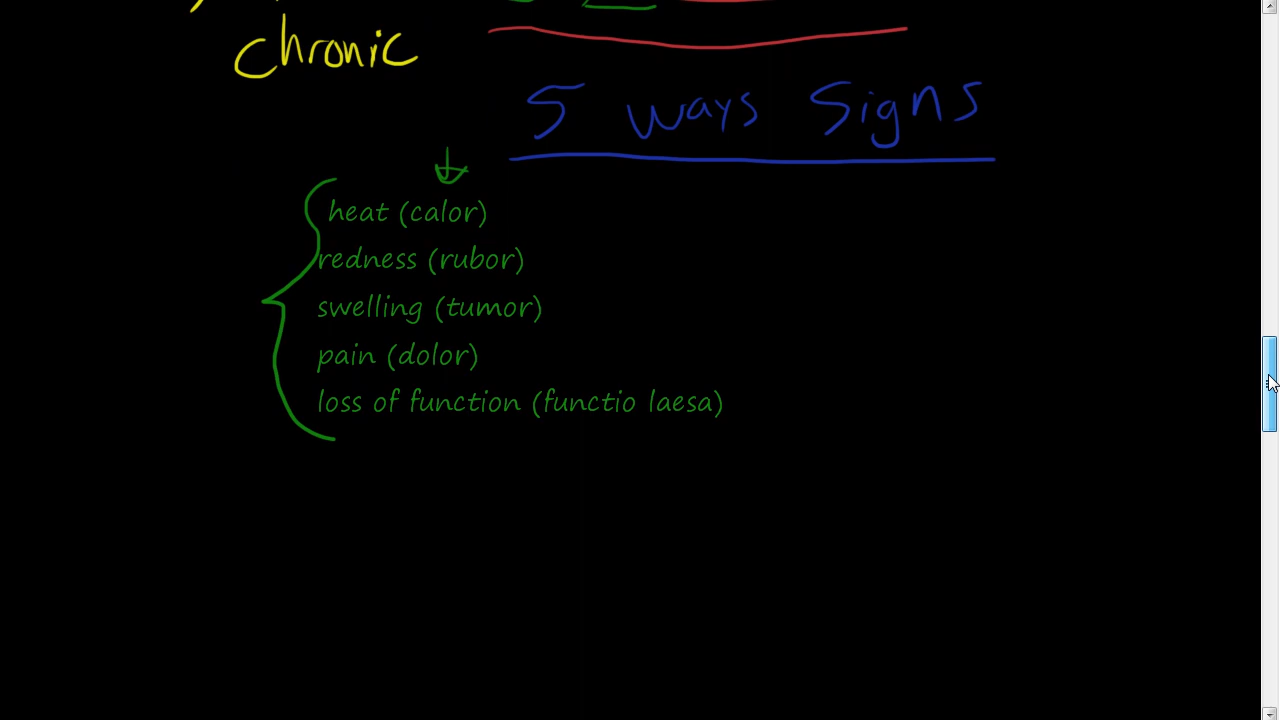 chronic
5 ways Signs
heat (calor)
redness (rubor)
swelling (tumor)
pain (dolor)
loss of function (functio laesa)